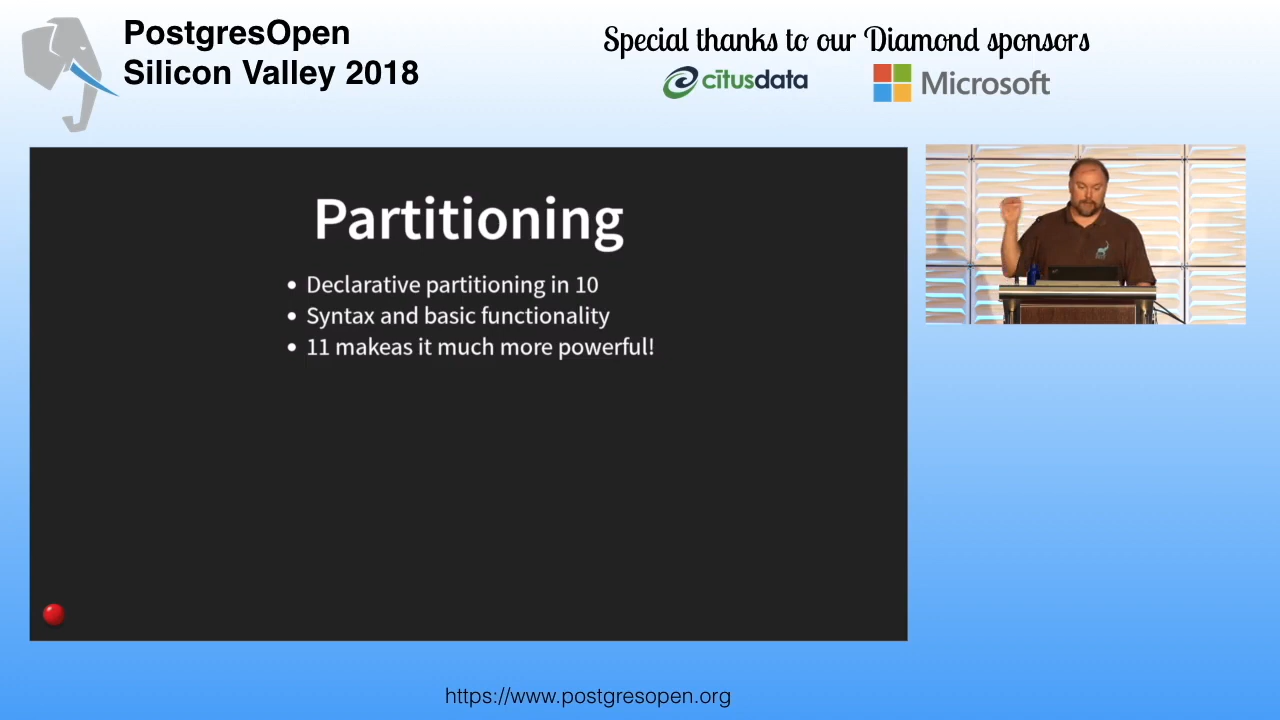 PostgresOpen
Silicon Valley 2018
Special thanks to our Diamond sponsors
citusdata
Microsoft
Partitioning
• Declarative partitioning in 10
• Syntax and basic functionality
• 11 makeas it much more powerful!
https://www.postgresopen.org